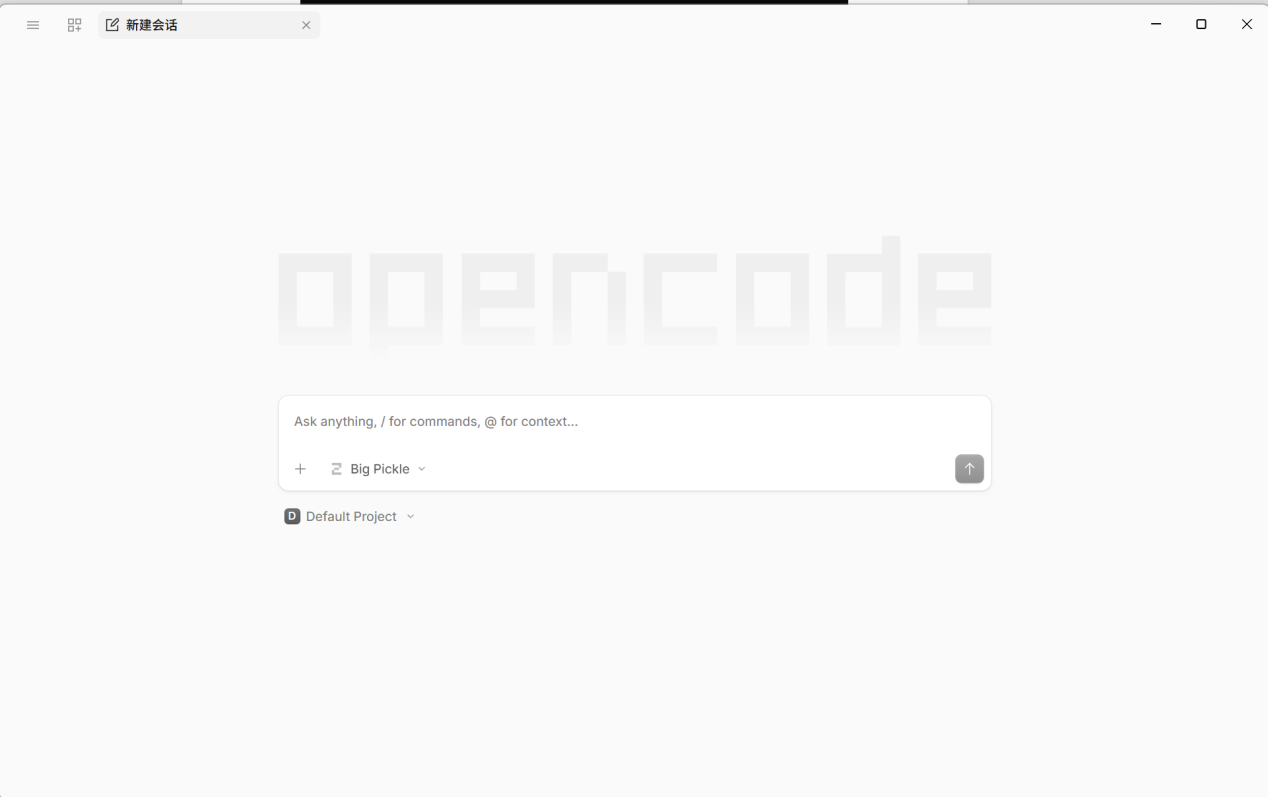 新建会话
opencode
Ask anything, / for commands, @ for context...
Big Pickle
D Default Project